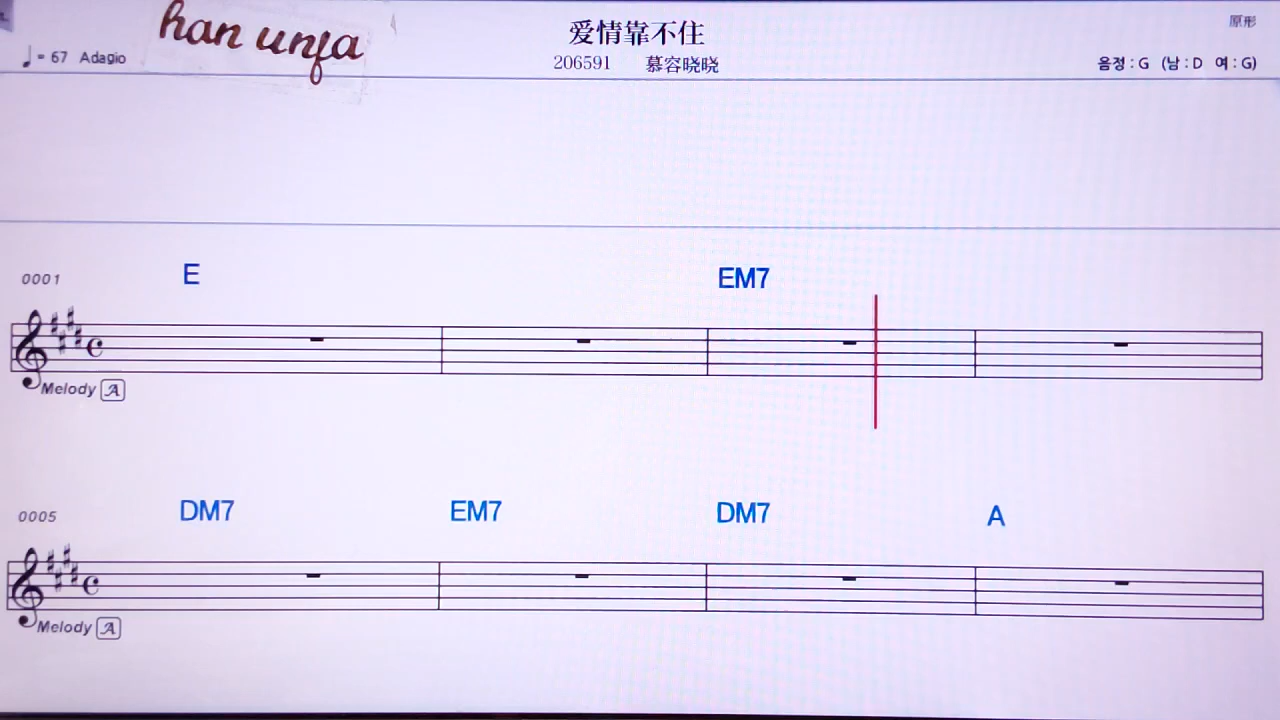 han unja
爱情靠不住
原形
♩= 67 Adagio
206591 慕容晓晓
음정 : G (남 : D 여 : G)
0001
E EM7
Melody A
0005
DM7 EM7 DM7 A
Melody A